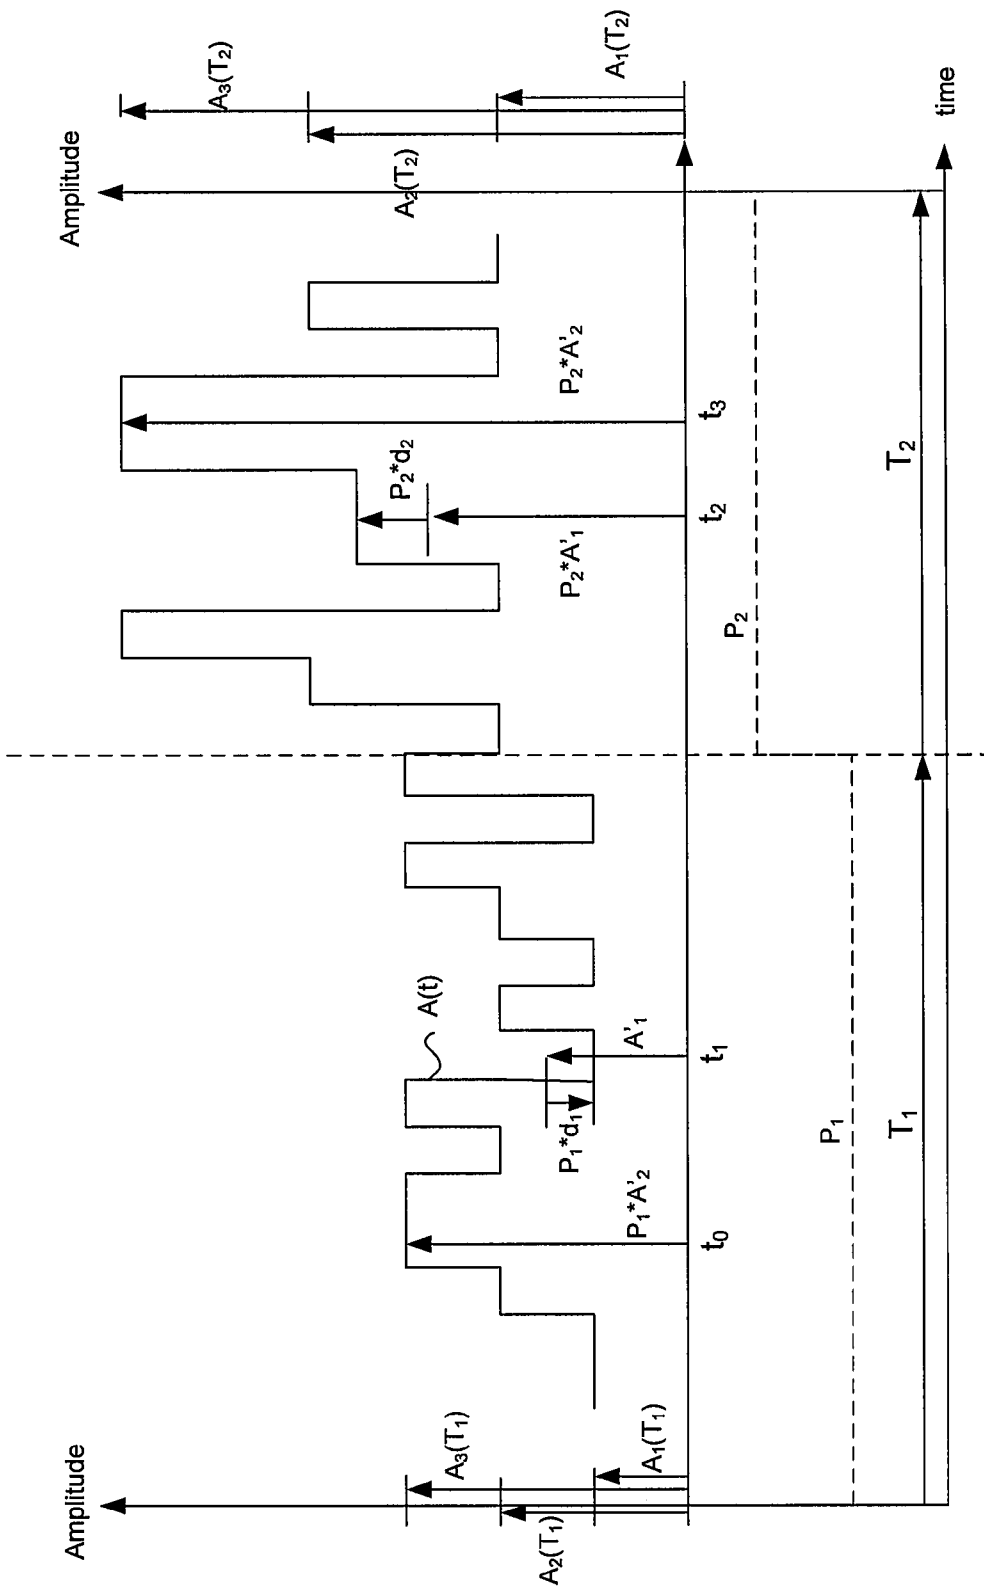 Amplitude
Amplitude
A₃(T₁)
A₂(T₁)
A₁(T₁)
A(t)
P₁*A'₂
P₁*d₁
A'₁
t₀
t₁
P₂*d₂
P₂*A'₁
P₂*A'₂
t₂
t₃
A₃(T₂)
A₂(T₂)
A₁(T₂)
P₁
P₂
T₁
T₂
time